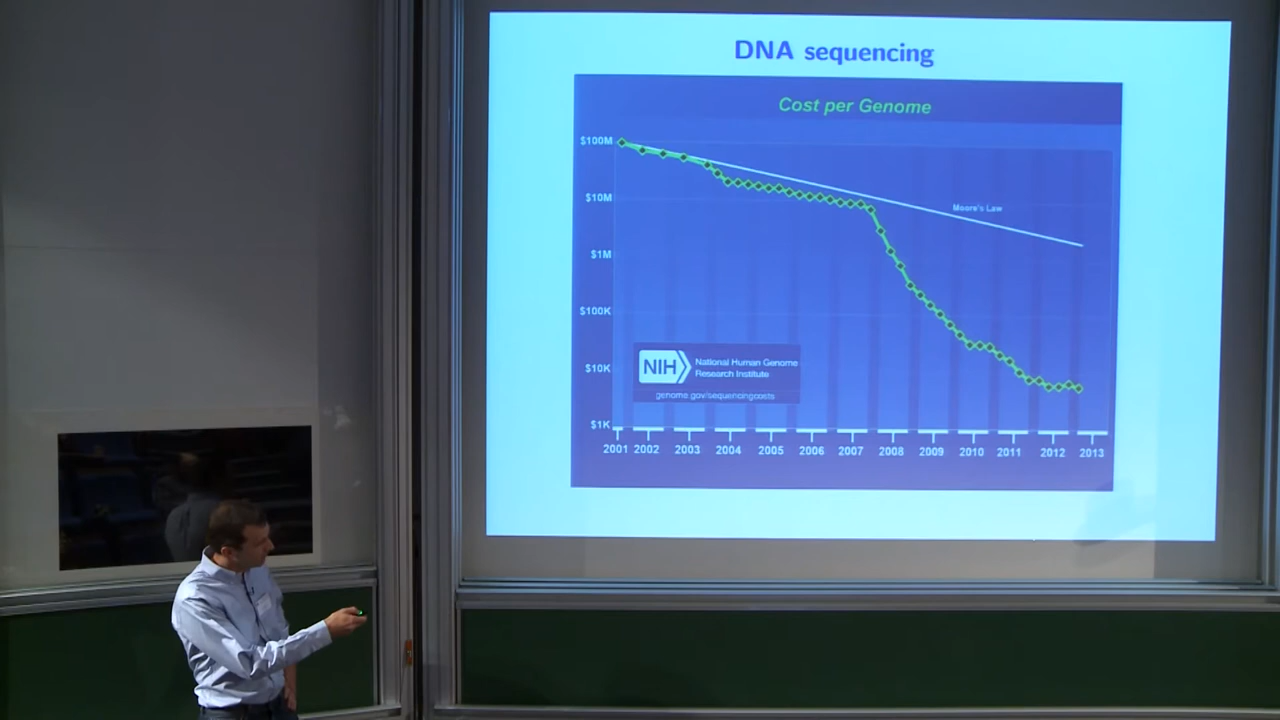 DNA sequencing
Cost per Genome
$100M
$10M
Moore's Law
$1M
$100K
NIH
National Human Genome
Research Institute
$10K
genome.gov/sequencingcosts
$1K
2001 2002 2003 2004 2005 2006 2007 2008 2009 2010 2011 2012 2013